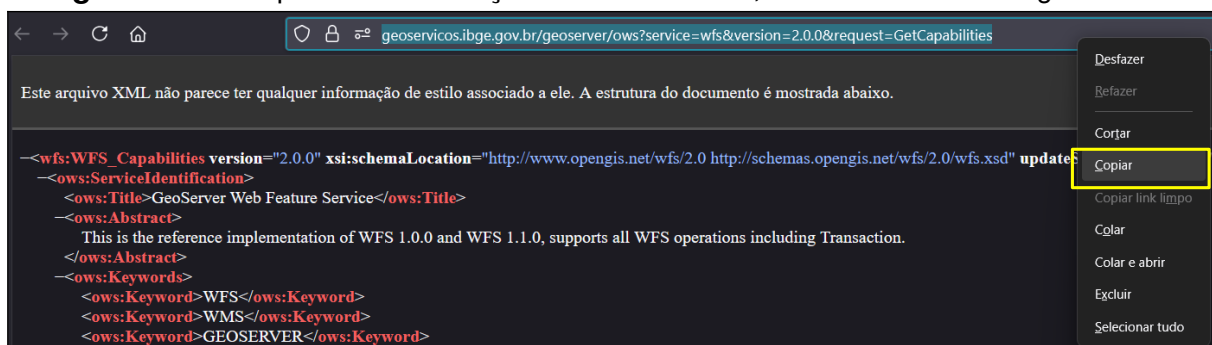 geoservicos.ibge.gov.br/geoserver/ows?service=wfs&version=2.0.0&request=GetCapabilities
Desfazer
Refazer
Cortar
Copiar
Copiar link limpo
Colar
Colar e abrir
Excluir
Selecionar tudo
Este arquivo XML não parece ter qualquer informação de estilo associado a ele. A estrutura do documento é mostrada abaixo.
−<wfs:WFS_Capabilities version="2.0.0" xsi:schemaLocation="http://www.opengis.net/wfs/2.0 http://schemas.opengis.net/wfs/2.0/wfs.xsd"
−<ows:ServiceIdentification>
<ows:Title>GeoServer Web Feature Service</ows:Title>
−<ows:Abstract>
This is the reference implementation of WFS 1.0.0 and WFS 1.1.0, supports all WFS operations including Transaction.
</ows:Abstract>
−<ows:Keywords>
<ows:Keyword>WFS</ows:Keyword>
<ows:Keyword>WMS</ows:Keyword>
<ows:Keyword>GEOSERVER</ows:Keyword>